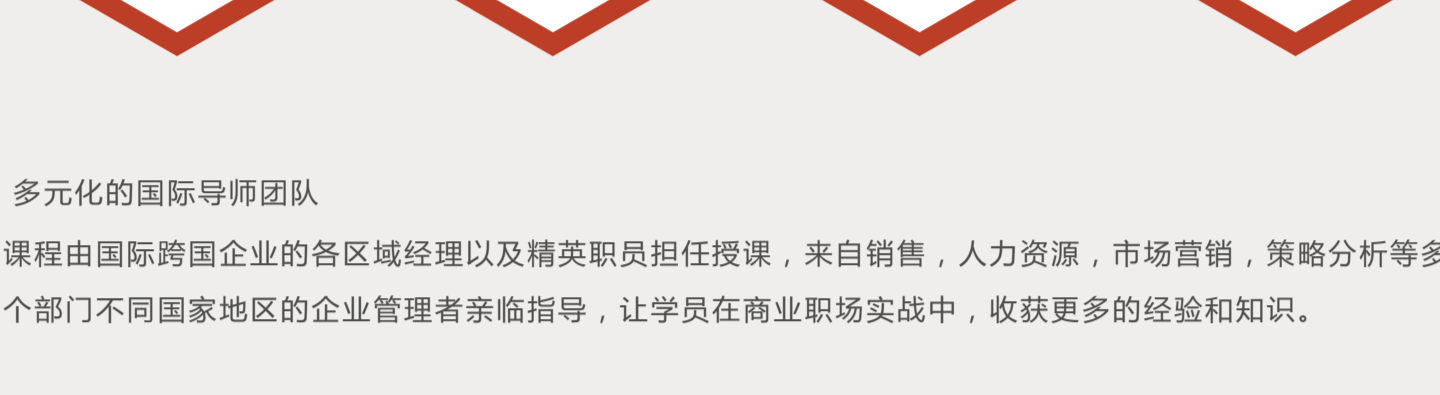 多元化的国际导师团队
课程由国际跨国企业的各区域经理以及精英职员担任授课，来自销售，人力资源，市场营销，策略分析等多
个部门不同国家地区的企业管理者亲临指导，让学员在商业职场实战中，收获更多的经验和知识。